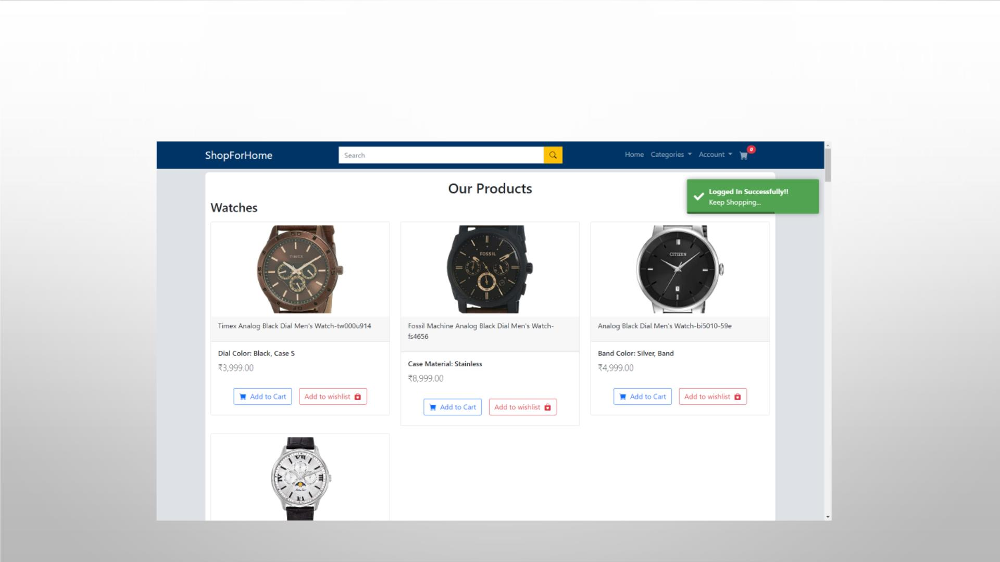 ShopForHome
Search
Home Categories Account 0
Our Products
Logged In Successfully!!
Keep Shopping...
Watches
TIMEX
FOSSIL
CITIZEN
Timex Analog Black Dial Men's Watch-tw000u914
Dial Color: Black, Case S
₹3,999.00
Add to Cart Add to wishlist
Fossil Machine Analog Black Dial Men's Watch-
fs4656
Case Material: Stainless
₹8,999.00
Add to Cart Add to wishlist
Analog Black Dial Men's Watch-bi5010-59e
Band Color: Silver, Band
₹4,999.00
Add to Cart Add to wishlist